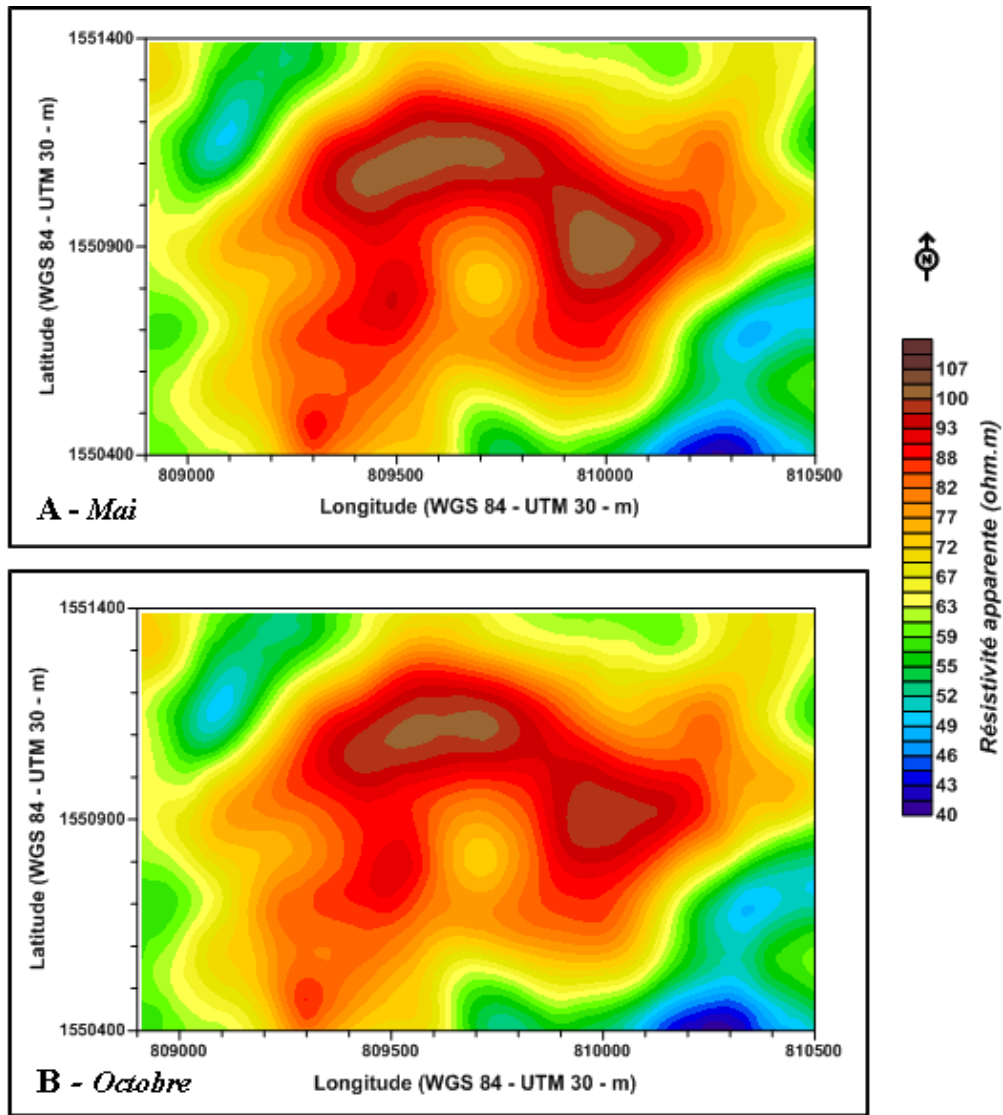 1551400
1550900
1550400
Latitude (WGS 84 - UTM 30 - m)
809000 809500 810000 810500
A - Mai
Longitude (WGS 84 - UTM 30 - m)
N
107
100
93
88
82
77
72
67
63
59
55
52
49
46
43
40
Résistivité apparente (ohm.m)
1551400
1550900
1550400
Latitude (WGS 84 - UTM 30 - m)
809000 809500 810000 810500
B - Octobre
Longitude (WGS 84 - UTM 30 - m)